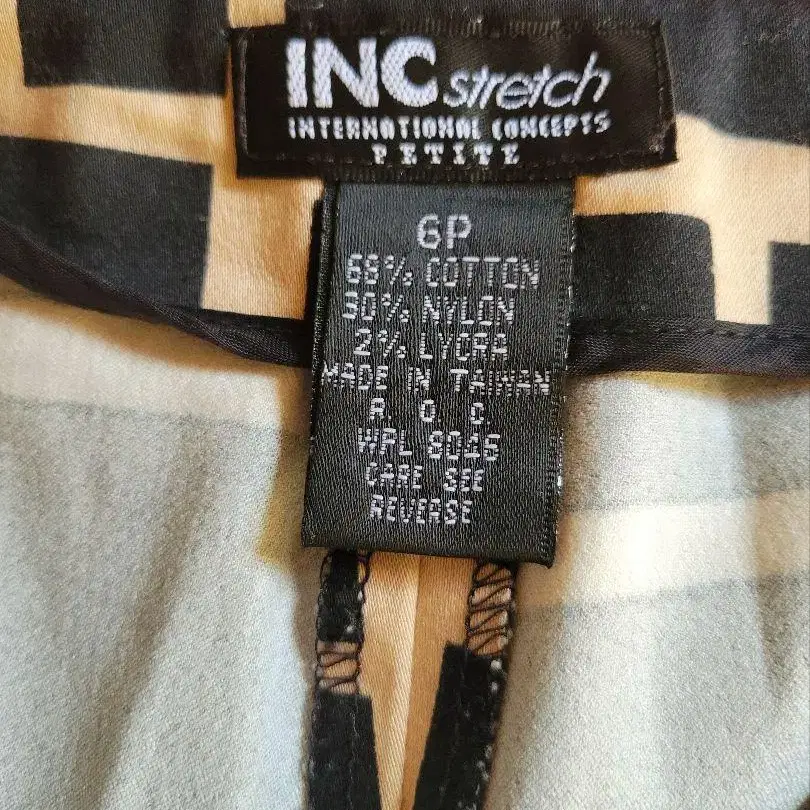 INC stretch
INTERNATIONAL CONCEPTS
PETITE
6P
68% COTTON
30% NYLON
2% LYCRA
MADE IN TAIWAN
R O C
WPL 8046
CARE SEE
REVERSE